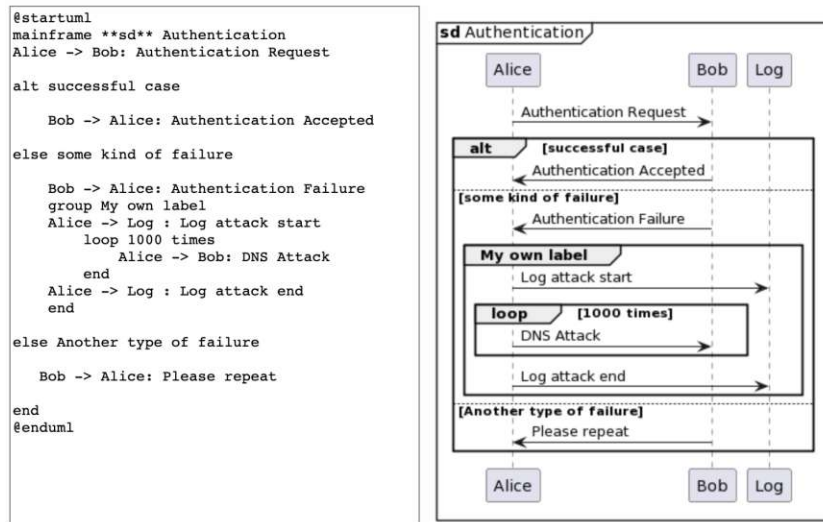 @startuml
mainframe **sd** Authentication
Alice -> Bob: Authentication Request
alt successful case
Bob -> Alice: Authentication Accepted
else some kind of failure
Bob -> Alice: Authentication Failure
group My own label
Alice -> Log : Log attack start
loop 1000 times
Alice -> Bob: DNS Attack
end
Alice -> Log : Log attack end
end
else Another type of failure
Bob -> Alice: Please repeat
end
@enduml
sd Authentication
Alice Bob Log
Authentication Request
alt [successful case]
Authentication Accepted
[some kind of failure]
Authentication Failure
My own label
Log attack start
loop [1000 times]
DNS Attack
Log attack end
[Another type of failure]
Please repeat
Alice Bob Log